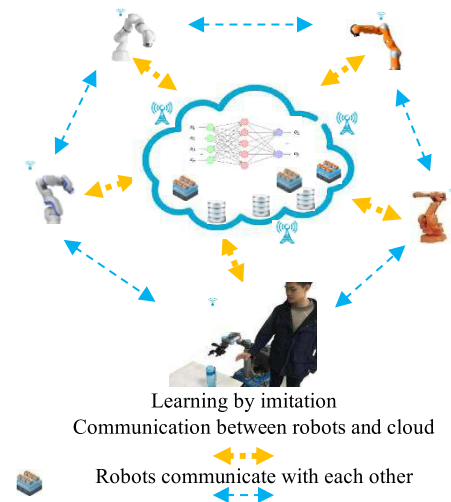 Learning by imitation
Communication between robots and cloud
Robots communicate with each other